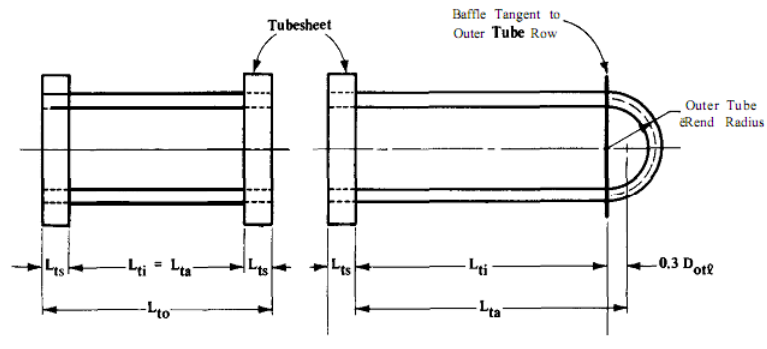 Baffle Tangent to
Outer Tube Row
Tubesheet
Outer Tube
ëRend Radius
Lts
Lti = Lta
Lts
Lts
Lti
0.3 Dotℓ
Lto
Lta